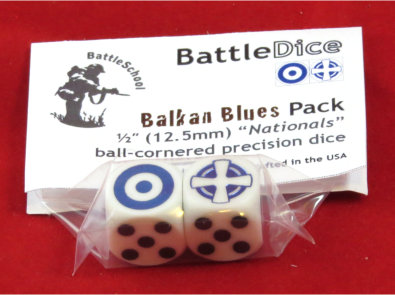 BattleSchool
BattleDice
Balkan Blues Pack
½" (12.5mm) “Nationals”
ball-cornered precision dice
fted in the USA